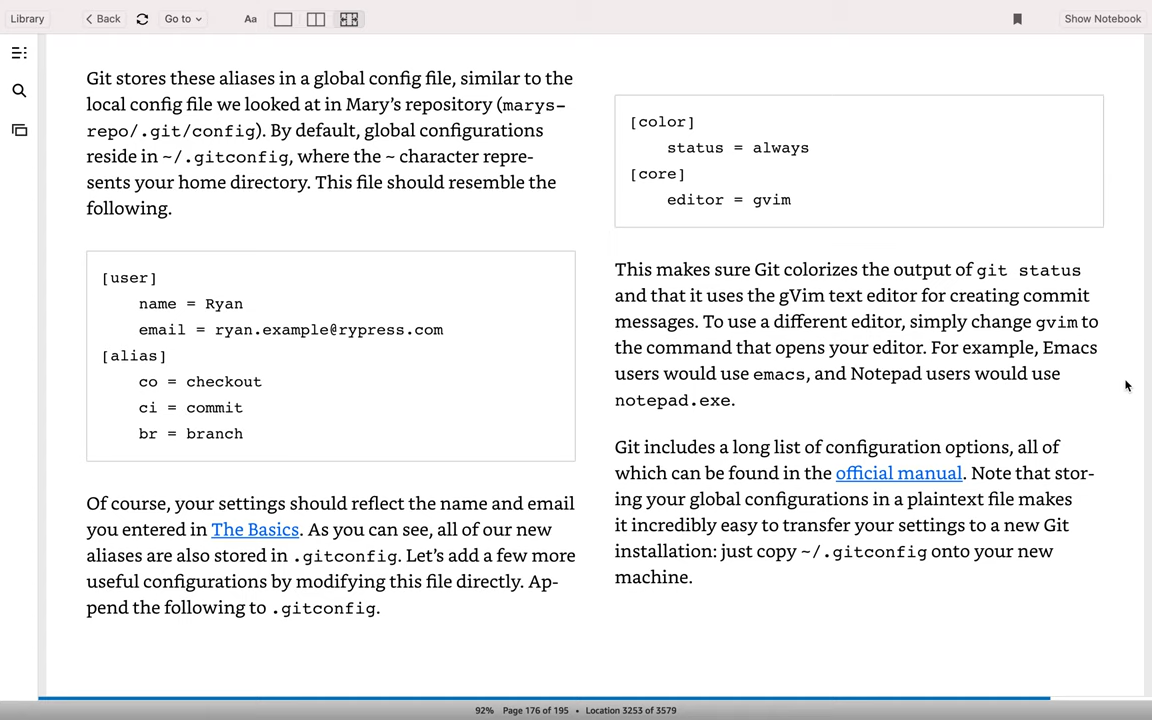 Library
Back
Go to
Aa
Show Notebook
Git stores these aliases in a global config file, similar to the
local config file we looked at in Mary’s repository (marys-
repo/.git/config). By default, global configurations
reside in ~/.gitconfig, where the ~ character repre-
sents your home directory. This file should resemble the
following.
[user]
name = Ryan
email = ryan.example@rypress.com
[alias]
co = checkout
ci = commit
br = branch
Of course, your settings should reflect the name and email
you entered in The Basics. As you can see, all of our new
aliases are also stored in .gitconfig. Let’s add a few more
useful configurations by modifying this file directly. Ap-
pend the following to .gitconfig.
[color]
status = always
[core]
editor = gvim
This makes sure Git colorizes the output of git status
and that it uses the gVim text editor for creating commit
messages. To use a different editor, simply change gvim to
the command that opens your editor. For example, Emacs
users would use emacs, and Notepad users would use
notepad.exe.
Git includes a long list of configuration options, all of
which can be found in the official manual. Note that stor-
ing your global configurations in a plaintext file makes
it incredibly easy to transfer your settings to a new Git
installation: just copy ~/.gitconfig onto your new
machine.
92% Page 176 of 195 • Location 3253 of 3579